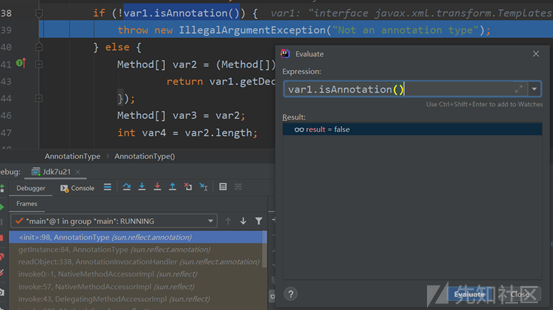 38 if (!var1.isAnnotation()) { var1: "interface javax.xml.transform.Templates
39 throw new IllegalArgumentException("Not an annotation type");
40 } else {
41 Method[] var2 = (Method[])
return var1.getDec
43 });
Method[] var3 = var2;
int var4 = var2.length;
AnnotationType
AnnotationType()
Evaluate
Expression:
var1.isAnnotation()
Use Ctrl+Shift+Enter to add to Watches
Result:
result = false
ebug: Jdk7u21
Debugger
Console
Frames
"main"@1 in group "main": RUNNING
<init>:98, AnnotationType (sun.reflect.annotation)
getInstance:84, AnnotationType (sun.reflect.annotation)
readObject:338, AnnotationInvocationHandler (sun.reflect.annotation)
invoke0:-1, NativeMethodAccessorImpl (sun.reflect)
invoke:57, NativeMethodAccessorImpl (sun.reflect)
invoke:43, DelegatingMethodAccessorImpl (sun.reflect)
Evaluate
Close
先知社区